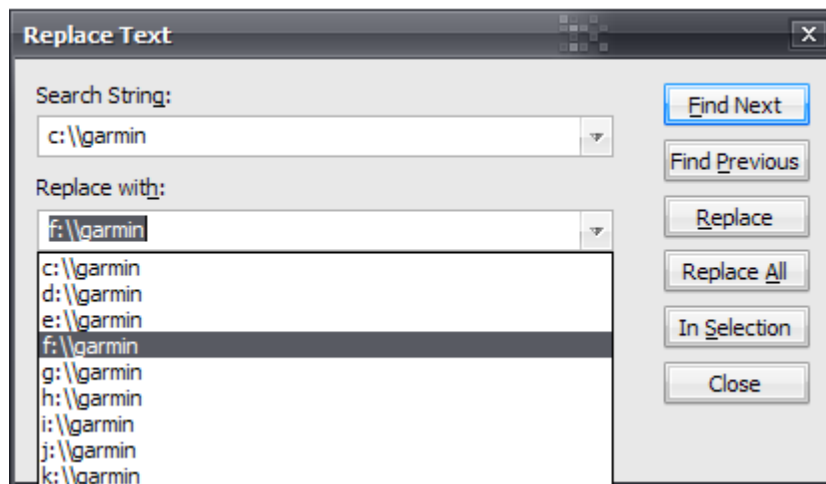 Replace Text
Search String:
c:\\garmin
Replace with:
f:\\garmin
c:\\garmin
d:\\garmin
e:\\garmin
f:\\garmin
g:\\garmin
h:\\garmin
i:\\garmin
j:\\garmin
k:\\garmin
Find Next
Find Previous
Replace
Replace All
In Selection
Close